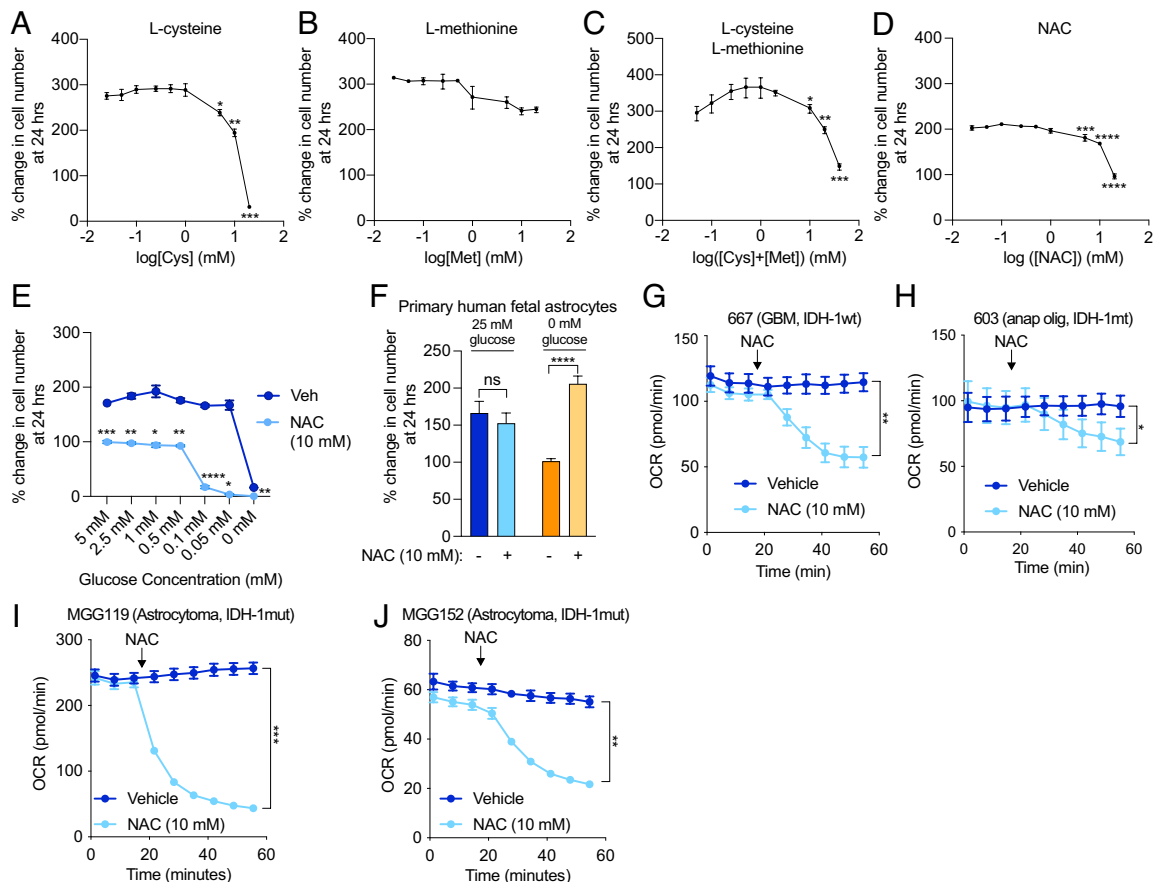 A
L-cysteine
% change in cell number
at 24 hrs
400
300
200
100
0
*
**
***
-2
-1
0
1
2
log[Cys] (mM)
B
L-methionine
% change in cell number
at 24 hrs
400
300
200
100
0
-2
-1
0
1
2
log[Met] (mM)
C
L-cysteine
L-methionine
% change in cell number
at 24 hrs
500
400
300
200
100
0
*
**
***
-2
-1
0
1
2
log([Cys]+[Met]) (mM)
D
NAC
% change in cell number
at 24 hrs
400
300
200
100
0
***
****
****
-2
-1
0
1
2
log ([NAC]) (mM)
E
% change in cell number
at 24 hrs
300
200
100
0
***
**
*
**
****
*
**
Veh
NAC
(10 mM)
5 mM
2.5 mM
1 mM
0.5 mM
0.1 mM
0.05 mM
0 mM
Glucose Concentration (mM)
F
Primary human fetal astrocytes
25 mM
glucose
0 mM
glucose
% change in cell number
at 24 hrs
250
200
150
100
50
0
ns
****
NAC (10 mM):
-
+
-
+
G
667 (GBM, IDH-1wt)
NAC
OCR (pmol/min)
150
100
50
0
**
Vehicle
NAC (10 mM)
0
20
40
60
Time (min)
H
603 (anap olig, IDH-1mt)
NAC
OCR (pmol/min)
150
100
50
0
*
Vehicle
NAC (10 mM)
0
20
40
60
Time (min)
I
MGG119 (Astrocytoma, IDH-1mut)
NAC
OCR (pmol/min)
300
200
100
0
***
Vehicle
NAC (10 mM)
0
20
40
60
Time (minutes)
J
MGG152 (Astrocytoma, IDH-1mut)
NAC
OCR (pmol/min)
80
60
40
20
0
**
Vehicle
NAC (10 mM)
0
20
40
60
Time (minutes)